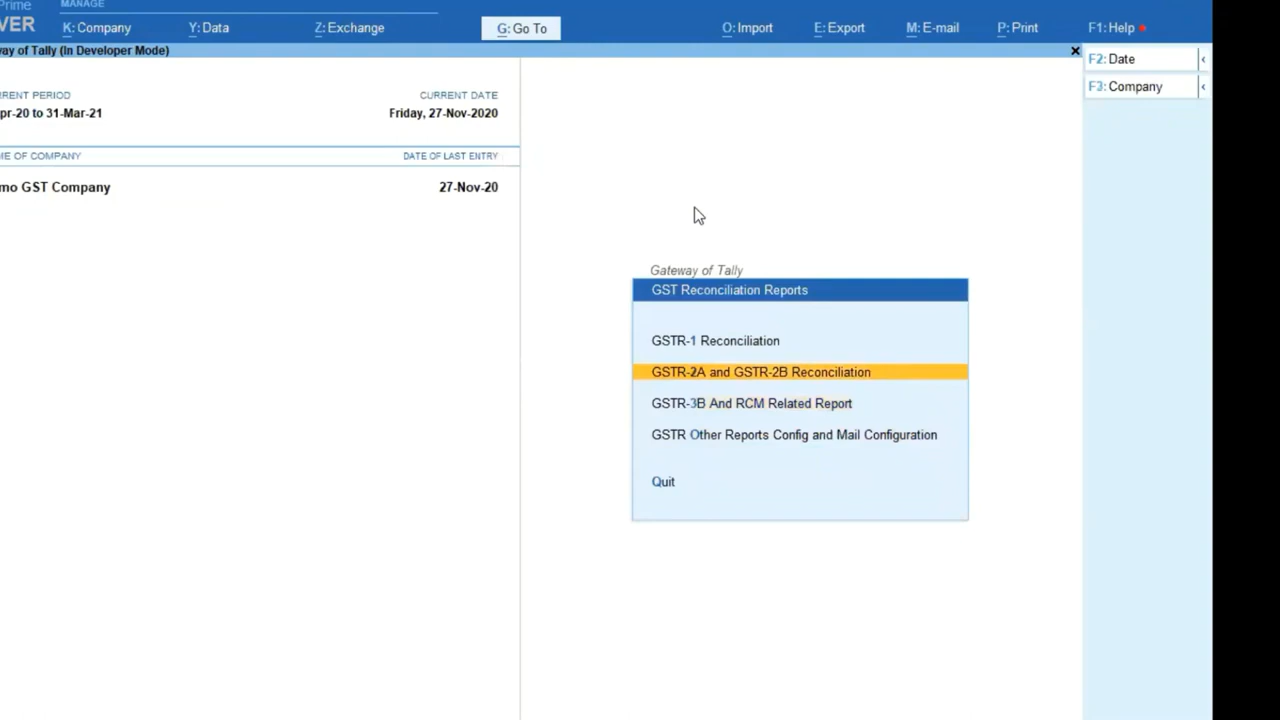 Prime
MANAGE
VER
K: Company
Y: Data
Z: Exchange
G: Go To
O: Import
E: Export
M: E-mail
P: Print
F1: Help
ay of Tally (In Developer Mode)
F2: Date
F3: Company
RENT PERIOD
CURRENT DATE
pr-20 to 31-Mar-21
Friday, 27-Nov-2020
ME OF COMPANY
DATE OF LAST ENTRY
mo GST Company
27-Nov-20
Gateway of Tally
GST Reconciliation Reports
GSTR-1 Reconciliation
GSTR-2A and GSTR-2B Reconciliation
GSTR-3B And RCM Related Report
GSTR Other Reports Config and Mail Configuration
Quit